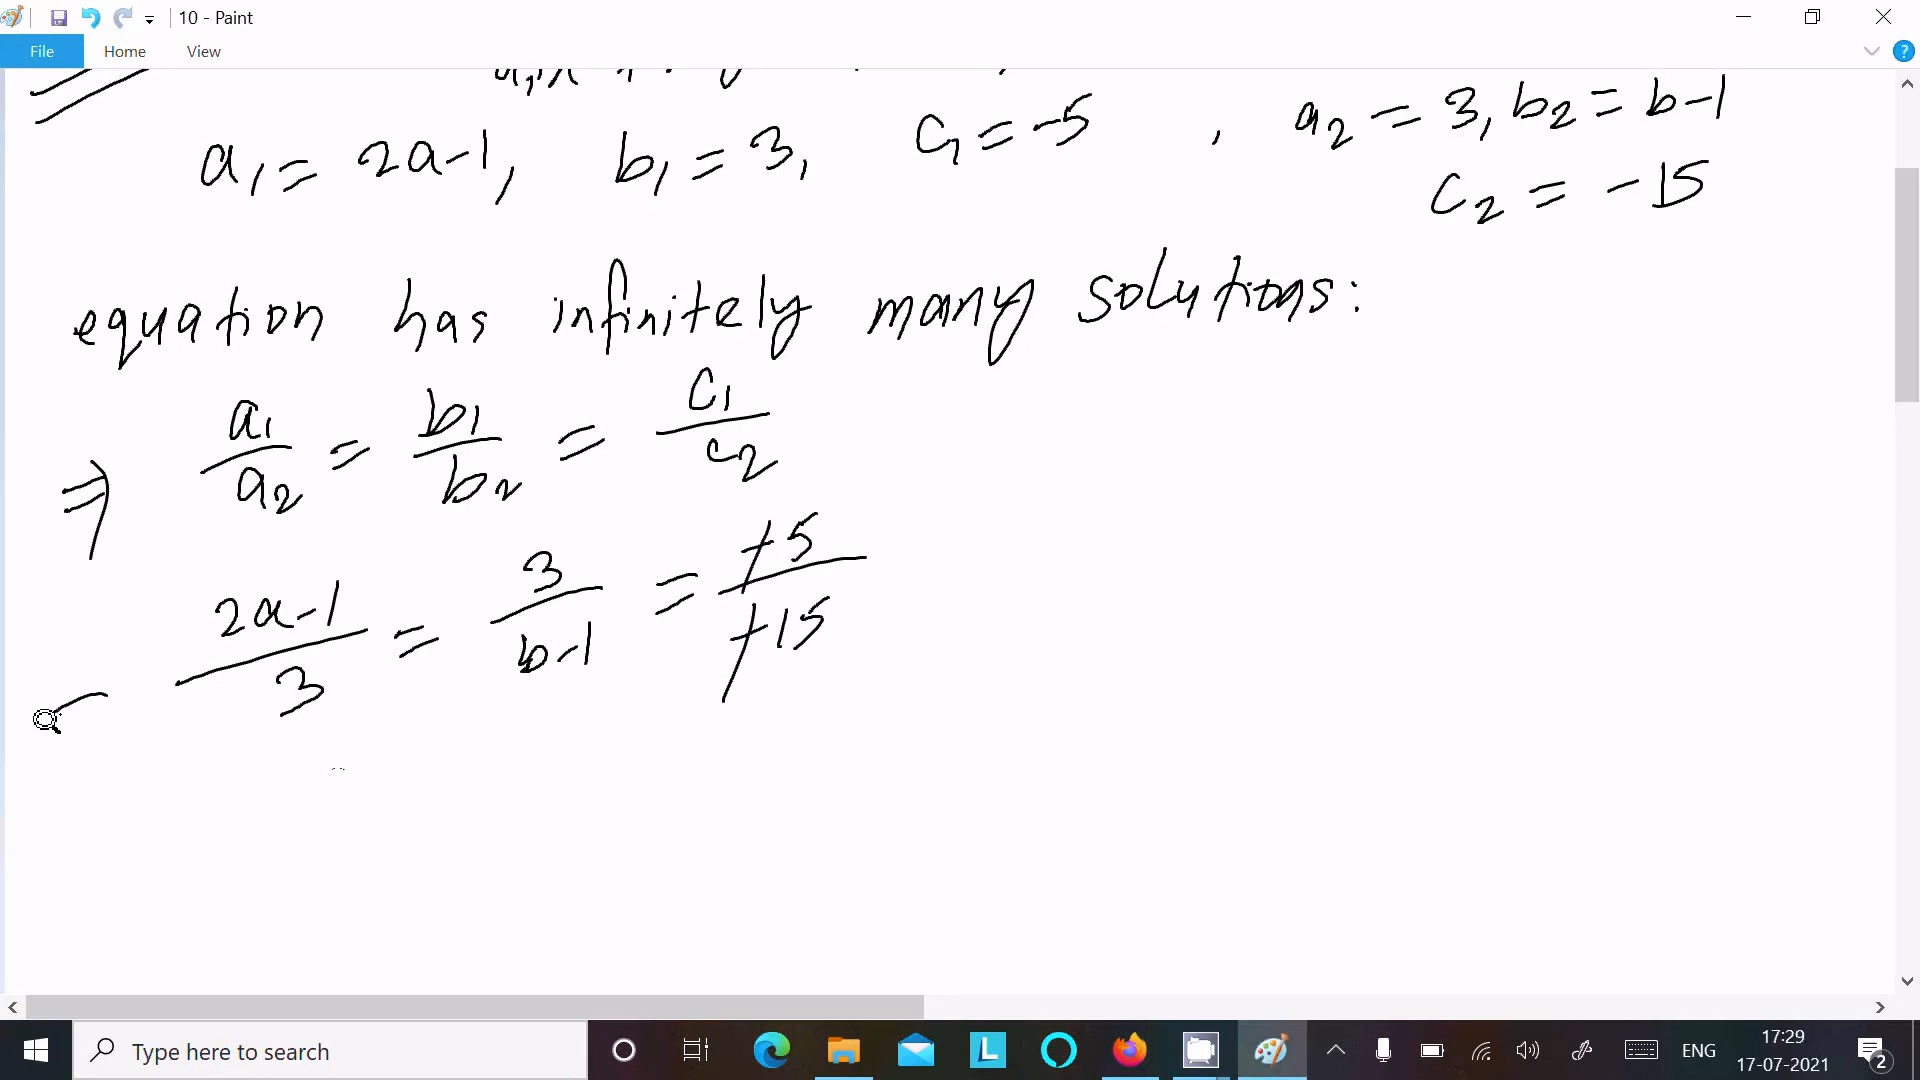 10 - Paint
File Home View
a₁ = 2a-1, b₁ = 3, c₁ = -5 , a₂ = 3, b₂ = b-1
c₂ = -15
equation has infinitely many solutions:
⇒ a₁/a₂ = b₁/b₂ = c₁/c₂
2a-1/3 = 3/b-1 = -5/-15
Type here to search
ENG
17:29
17-07-2021
2